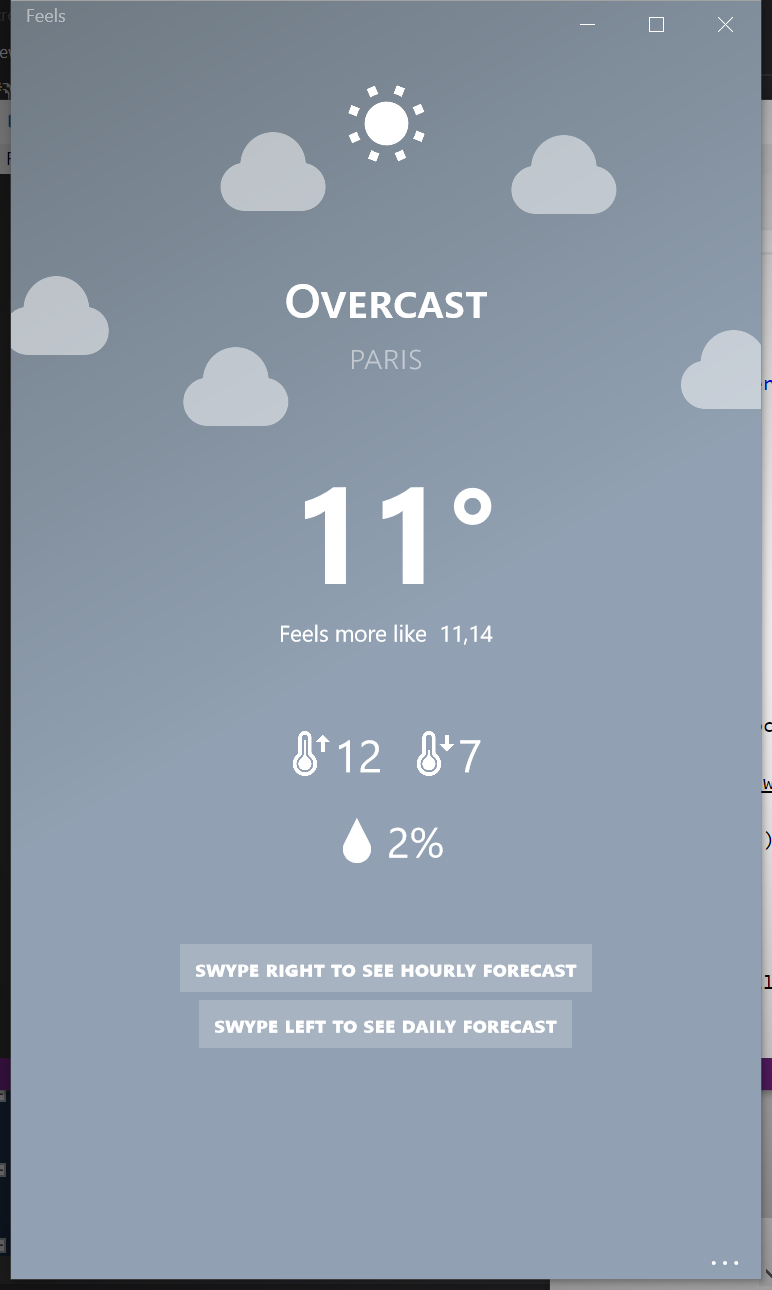 Feels
Overcast
PARIS
11°
Feels more like 11,14
12 7
2%
SWYPE RIGHT TO SEE HOURLY FORECAST
SWYPE LEFT TO SEE DAILY FORECAST